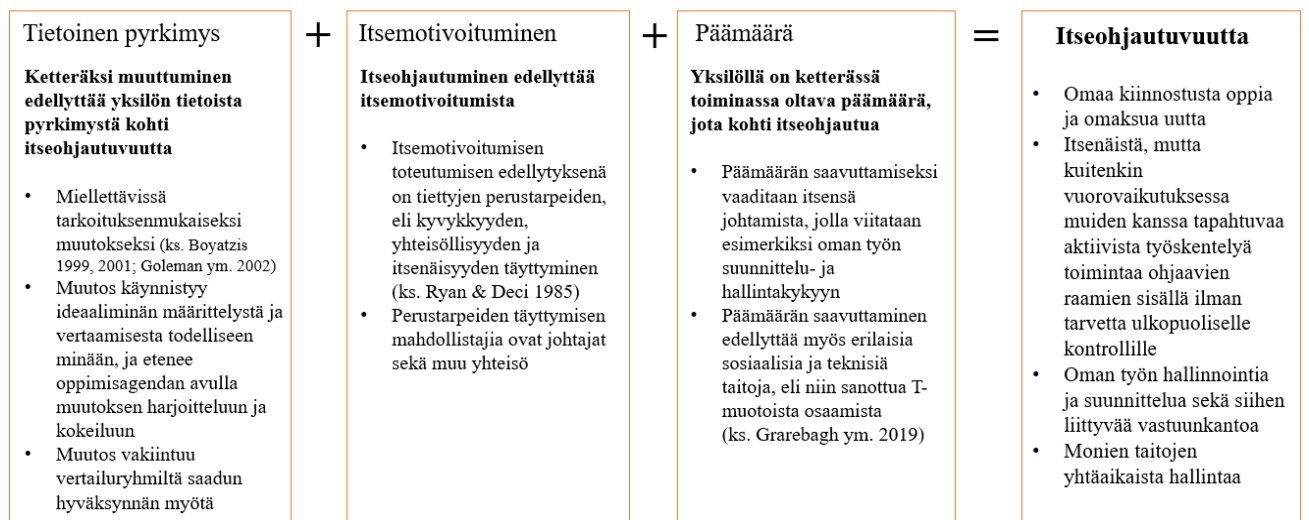 Tietoinen pyrkimys
Ketteräksi muuttuminen
edellyttää yksilön tietoista
pyrkimystä kohti
itseohjautuvuutta
• Miellettävissä
tarkoituksenmukaiseksi
muutokseksi (ks. Boyatzis
1999, 2001; Goleman ym. 2002)
• Muutos käynnistyy
ideaaliminän määrittelystä ja
vertaamisesta todelliseen
minään, ja etenee
oppimisagendan avulla
muutoksen harjoitteluun ja
kokeiluun
• Muutos vakiintuu
vertailuryhmiltä saadun
hyväksynnän myötä
+
Itsemotivoituminen
Itseohjautuminen edellyttää
itsemotivoitumista
• Itsemotivoitumisen
toteutumisen edellytyksenä
on tiettyjen perustarpeiden,
eli kyvykkyyden,
yhteisöllisyyden ja
itsenäisyyden täyttyminen
(ks. Ryan & Deci 1985)
• Perustarpeiden täyttymisen
mahdollistajia ovat johtajat
sekä muu yhteisö
+
Päämäärä
Yksilöllä on ketterässä
toiminassa oltava päämäärä,
jota kohti itseohjautua
• Päämäärän saavuttamiseksi
vaaditaan itsensä
johtamista, jolla viitataan
esimerkiksi oman työn
suunnittelu- ja
hallintakykyyn
• Päämäärän saavuttaminen
edellyttää myös erilaisia
sosiaalisia ja teknisiä
taitoja, eli niin sanottua T-
muotoista osaamista
(ks. Grarebagh ym. 2019)
=
Itseohjautuvuutta
• Omaa kiinnostusta oppia
ja omaksua uutta
• Itsenäistä, mutta
kuitenkin
vuorovaikutuksessa
muiden kanssa tapahtuvaa
aktiivista työskentelyä
toimintaa ohjaavien
raamien sisällä ilman
tarvetta ulkopuoliselle
kontrollille
• Oman työn hallinnointia
ja suunnittelua sekä siihen
liittyvää vastuunkantoa
• Monien taitojen
yhtäaikaista hallintaa